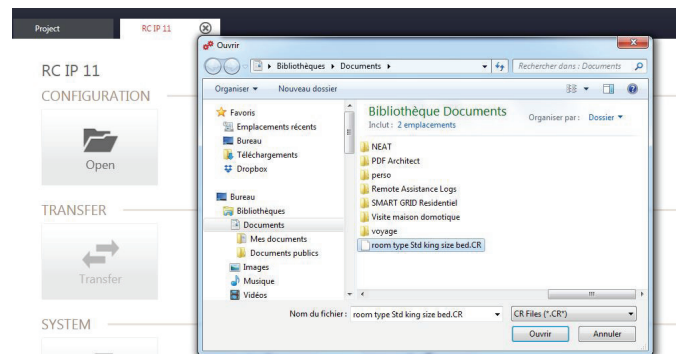 Project
RC IP 11
RC IP 11
CONFIGURATION
Open
TRANSFER
Transfer
SYSTEM
Ouvrir
Bibliothèques
Documents
Rechercher dans : Documents
Organiser
Nouveau dossier
Favoris
Emplacements récents
Bureau
Téléchargements
Dropbox
Bureau
Bibliothèques
Documents
Mes documents
Documents publics
Images
Musique
Vidéos
Bibliothèque Documents
Inclut : 2 emplacements
Organiser par : Dossier
NEAT
PDF Architect
perso
Remote Assistance Logs
SMART GRID Residentiel
Visite maison domotique
voyage
room type Std king size bed.CR
Nom du fichier : room type Std king size bed.CR
CR Files (*.CR*)
Ouvrir
Annuler